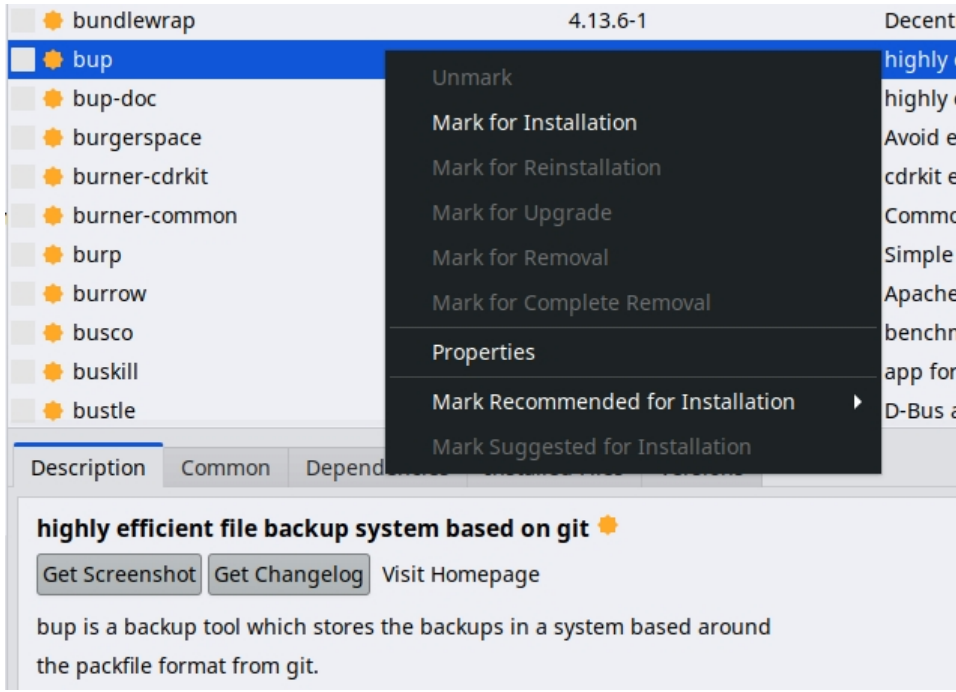 bundlewrap 4.13.6-1 Decent
bup highly
bup-doc highly
burgerspace Avoid
burner-cdrkit cdrkit
burner-common Commo
burp Simple
burrow Apache
busco
buskill app for
bustle D-Bus
Unmark
Mark for Installation
Mark for Reinstallation
Mark for Upgrade
Mark for Removal
Mark for Complete Removal
Properties
Mark Recommended for Installation
Mark Suggested for Installation
Description Common
highly efficient file backup system based on git
Get Screenshot Get Changelog Visit Homepage
bup is a backup tool which stores the backups in a system based around
the packfile format from git.